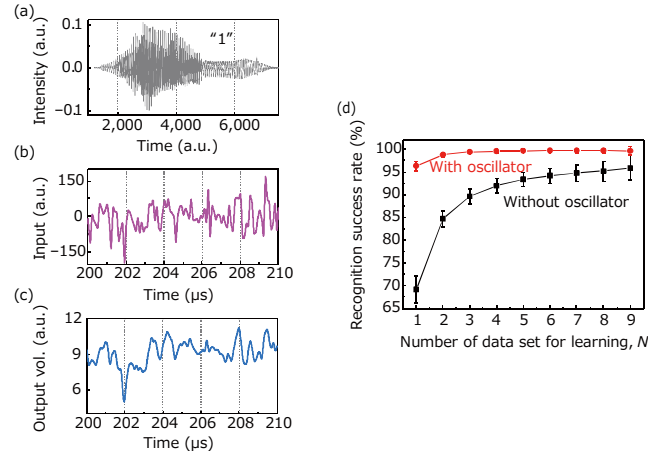 (a)
0.1
0.0
−0.1
Intensity (a.u.)
"1"
2,000 4,000 6,000
Time (a.u.)
(b)
150
0
−150
Input (a.u.)
200 202 204 206 208 210
Time (μs)
(c)
12
9
6
Output vol. (a.u.)
200 202 204 206 208 210
Time (μs)
(d)
100
95
90
85
80
75
70
65
Recognition success rate (%)
With oscillator
Without oscillator
1 2 3 4 5 6 7 8 9
Number of data set for learning, N